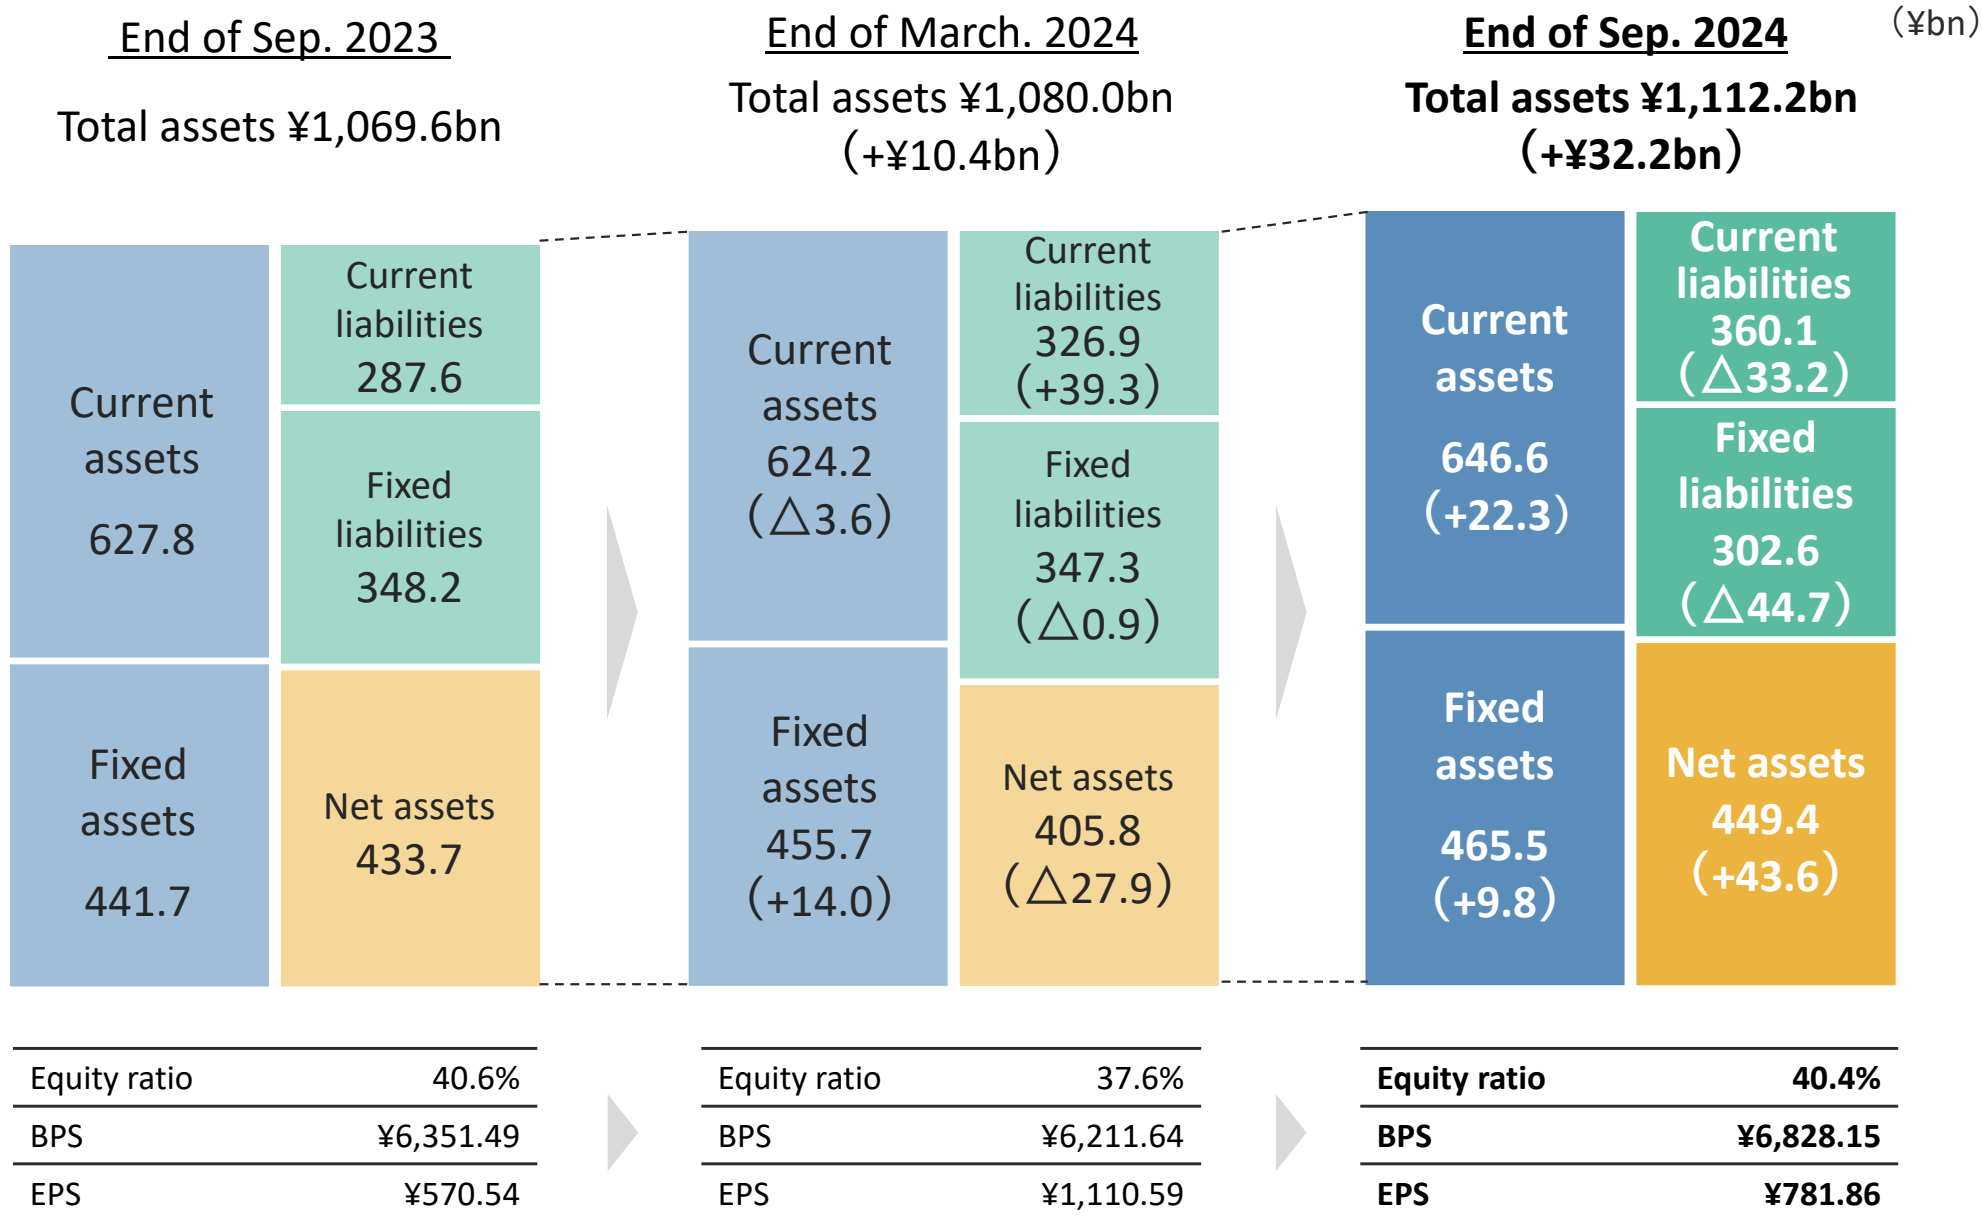 (¥bn)
End of Sep. 2023
Total assets ¥1,069.6bn
Current
assets
627.8
Fixed
assets
441.7
Current
liabilities
287.6
Fixed
liabilities
348.2
Net assets
433.7
Equity ratio 40.6%
BPS ¥6,351.49
EPS ¥570.54
End of March. 2024
Total assets ¥1,080.0bn
(+¥10.4bn)
Current
assets
624.2
(△3.6)
Fixed
assets
455.7
(+14.0)
Current
liabilities
326.9
(+39.3)
Fixed
liabilities
347.3
(△0.9)
Net assets
405.8
(△27.9)
Equity ratio 37.6%
BPS ¥6,211.64
EPS ¥1,110.59
End of Sep. 2024
Total assets ¥1,112.2bn
(+¥32.2bn)
Current
assets
646.6
(+22.3)
Fixed
assets
465.5
(+9.8)
Current
liabilities
360.1
(△33.2)
Fixed
liabilities
302.6
(△44.7)
Net assets
449.4
(+43.6)
Equity ratio 40.4%
BPS ¥6,828.15
EPS ¥781.86